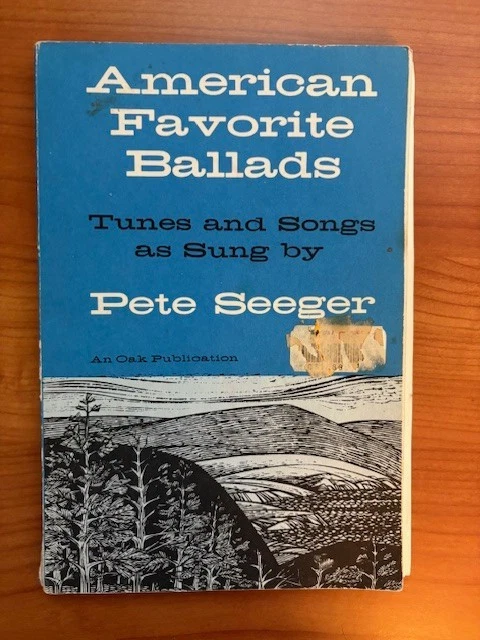 American
Favorite
Ballads
Tunes and Songs
as Sung by
Pete Seeger
An Oak Publication